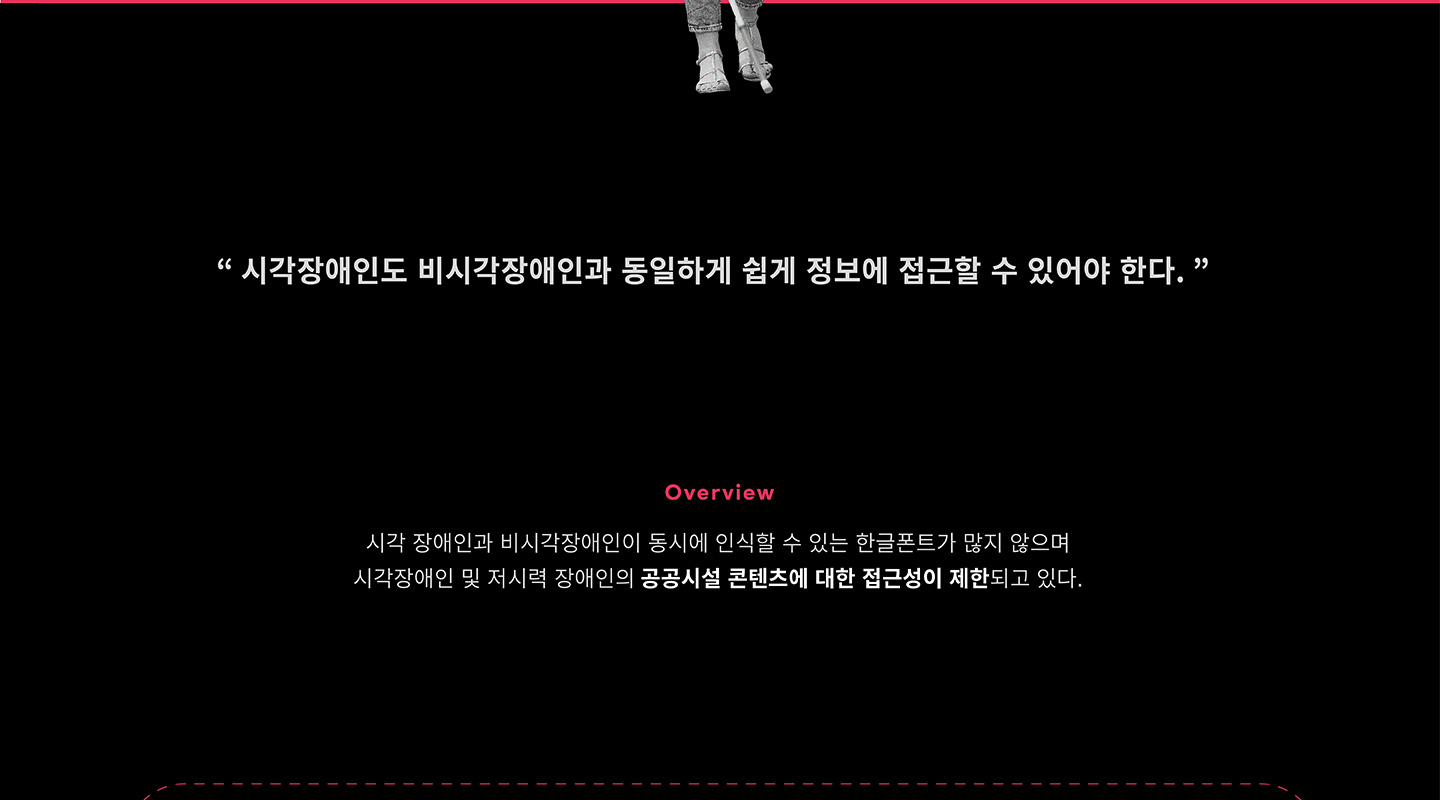 “ 시각장애인도 비시각장애인과 동일하게 쉽게 정보에 접근할 수 있어야 한다. ”
Overview
시각 장애인과 비시각장애인이 동시에 인식할 수 있는 한글폰트가 많지 않으며
시각장애인 및 저시력 장애인의 공공시설 콘텐츠에 대한 접근성이 제한되고 있다.